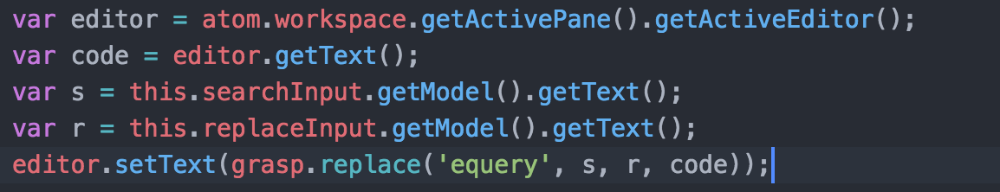 var editor = atom.workspace.getActivePane().getActiveEditor();
var code = editor.getText();
var s = this.searchInput.getModel().getText();
var r = this.replaceInput.getModel().getText();
editor.setText(grasp.replace('equery', s, r, code));